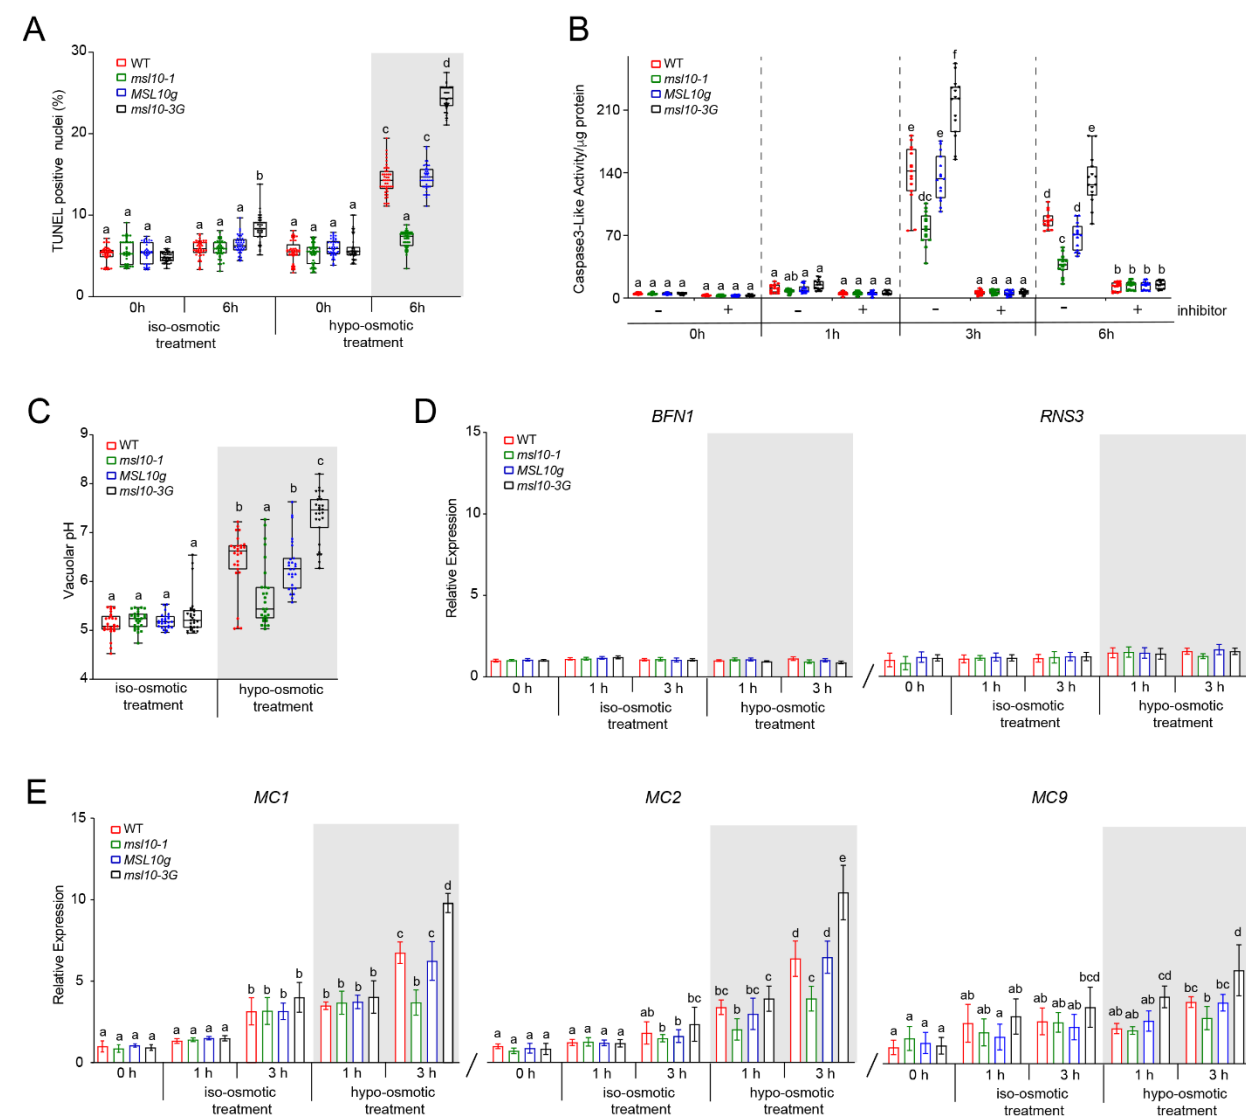 A
TUNEL positive nuclei (%)
30
20
10
0
WT
msl10-1
MSL10g
msl10-3G
a a a a
a a a b
a a a a
c a c d
0h 6h 0h 6h
iso-osmotic treatment
hypo-osmotic treatment
B
Caspase3-Like Activity/µg protein
210
140
70
0
WT
msl10-1
MSL10g
msl10-3G
a a a a
a a a a
a ab a a
a a a a
e dc e f
a a a a
d c d e
b b b b
− + − + − + − + inhibitor
0h 1h 3h 6h
C
Vacuolar pH
9
8
7
6
5
4
WT
msl10-1
MSL10g
msl10-3G
a a a a
b a b c
iso-osmotic treatment
hypo-osmotic treatment
D
BFN1
RNS3
Relative Expression
15
10
5
0
WT
msl10-1
MSL10g
msl10-3G
0 h 1 h 3 h 1 h 3 h
iso-osmotic treatment
hypo-osmotic treatment
0 h 1 h 3 h 1 h 3 h
iso-osmotic treatment
hypo-osmotic treatment
E
MC1
MC2
MC9
Relative Expression
15
10
5
0
WT
msl10-1
MSL10g
msl10-3G
a a a a
a a a a
b b b b
b b b b
c b c d
0 h 1 h 3 h 1 h 3 h
iso-osmotic treatment
hypo-osmotic treatment
a a a a
a a a a
ab b b bc
bc b bc c
d c d e
0 h 1 h 3 h 1 h 3 h
iso-osmotic treatment
hypo-osmotic treatment
a a a a
ab ab a ab
ab ab ab bcd
ab ab ab cd
bc b bc d
0 h 1 h 3 h 1 h 3 h
iso-osmotic treatment
hypo-osmotic treatment